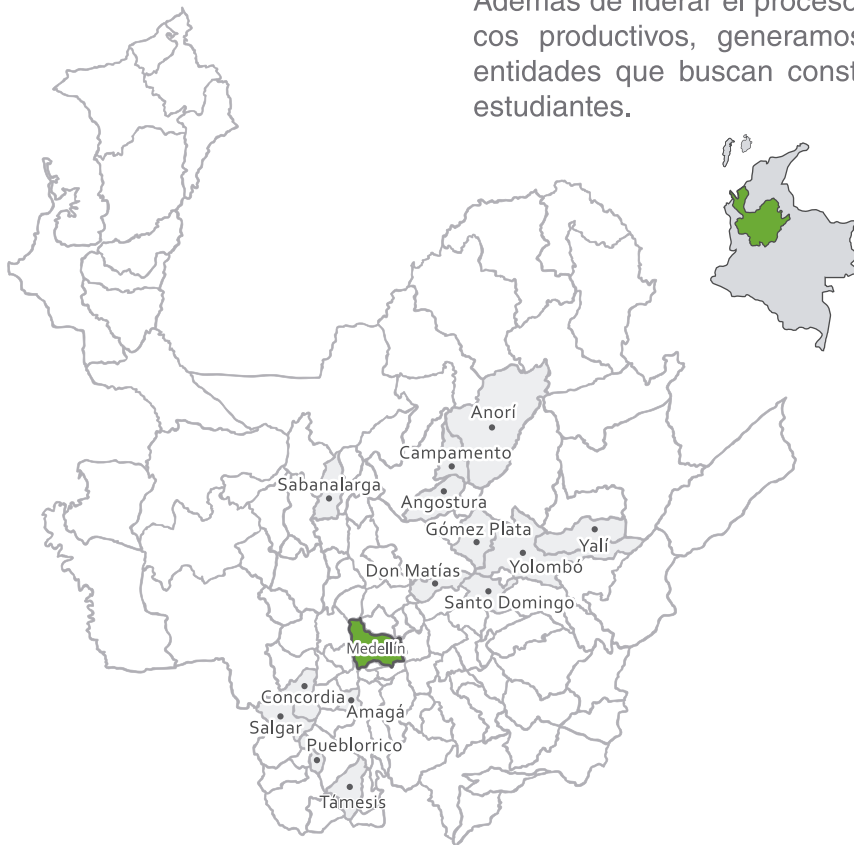 Además de liderar el proceso
cos productivos, generamos
entidades que buscan const
estudiantes.
Anorí
Campamento
Sabanalarga
Angostura
Gómez Plata
Yalí
Yolombó
Don Matías
Santo Domingo
Medellín
Concordia
Amagá
Salgar
Pueblorrico
Támesis